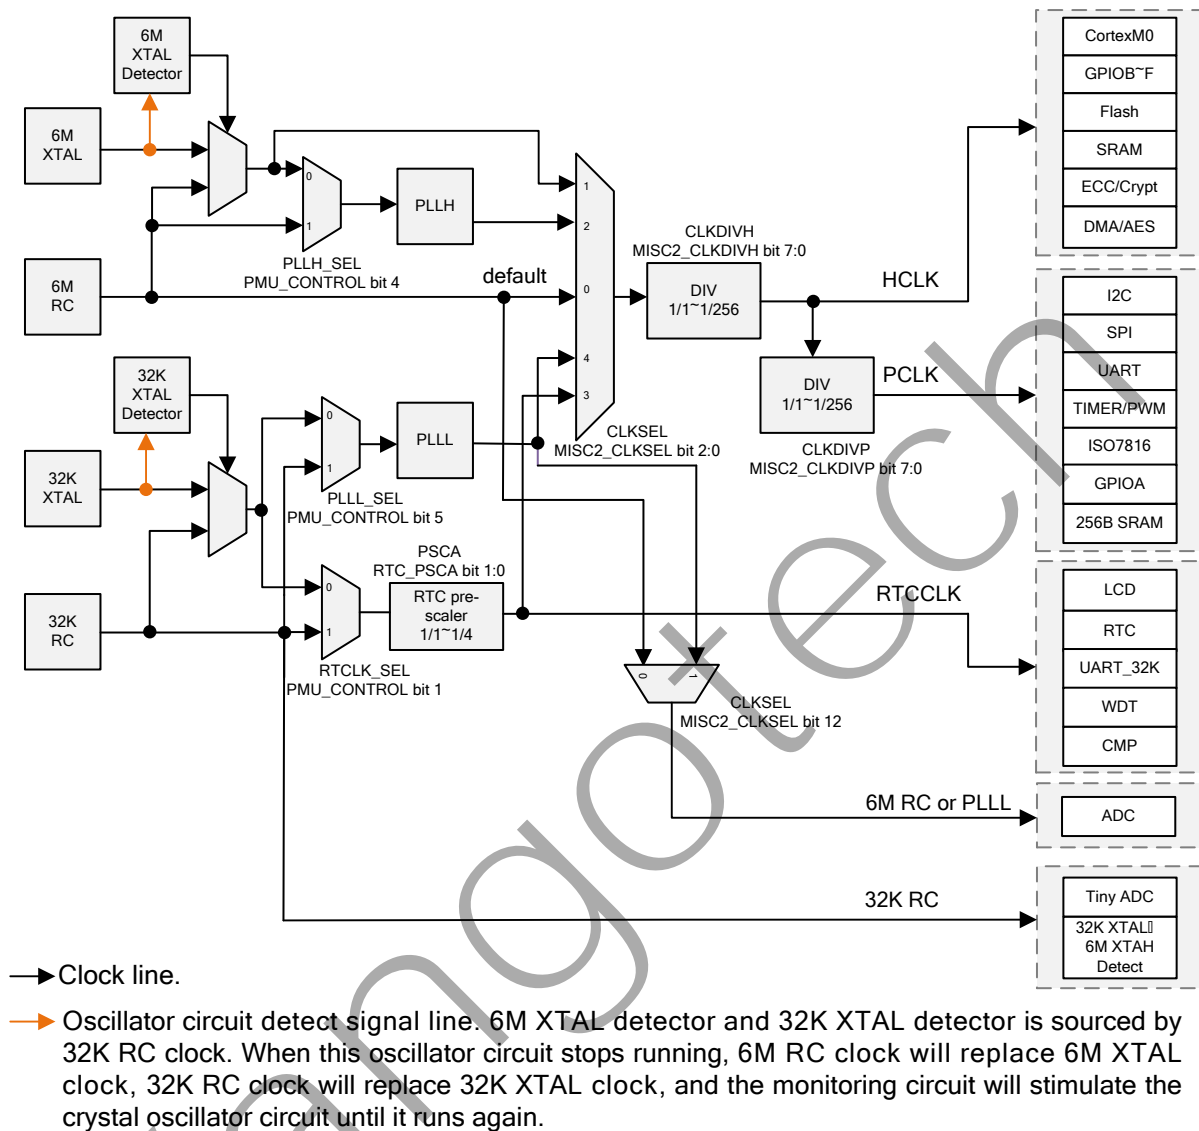 6M
XTAL
Detector
6M
XTAL
6M
RC
0
1
PLLH_SEL
PMU_CONTROL bit 4
PLLH
default
1
2
0
4
3
CLKSEL
MISC2_CLKSEL bit 2:0
CLKDIVH
MISC2_CLKDIVH bit 7:0
DIV
1/1~1/256
HCLK
DIV
1/1~1/256
PCLK
CLKDIVP
MISC2_CLKDIVP bit 7:0
32K
XTAL
Detector
32K
XTAL
32K
RC
0
1
PLLL_SEL
PMU_CONTROL bit 5
PLLL
PSCA
RTC_PSCA bit 1:0
0
1
RTC pre-
scaler
1/1~1/4
RTCLK_SEL
PMU_CONTROL bit 1
RTCCLK
0
1
CLKSEL
MISC2_CLKSEL bit 12
6M RC or PLLL
32K RC
CortexM0
GPIOB~F
Flash
SRAM
ECC/Crypt
DMA/AES
I2C
SPI
UART
TIMER/PWM
ISO7816
GPIOA
256B SRAM
LCD
RTC
UART_32K
WDT
CMP
ADC
Tiny ADC
32K XTAL
6M XTAH
Detect
Clock line.
Oscillator circuit detect signal line. 6M XTAL detector and 32K XTAL detector is sourced by
32K RC clock. When this oscillator circuit stops running, 6M RC clock will replace 6M XTAL
clock, 32K RC clock will replace 32K XTAL clock, and the monitoring circuit will stimulate the
crystal oscillator circuit until it runs again.
angotech